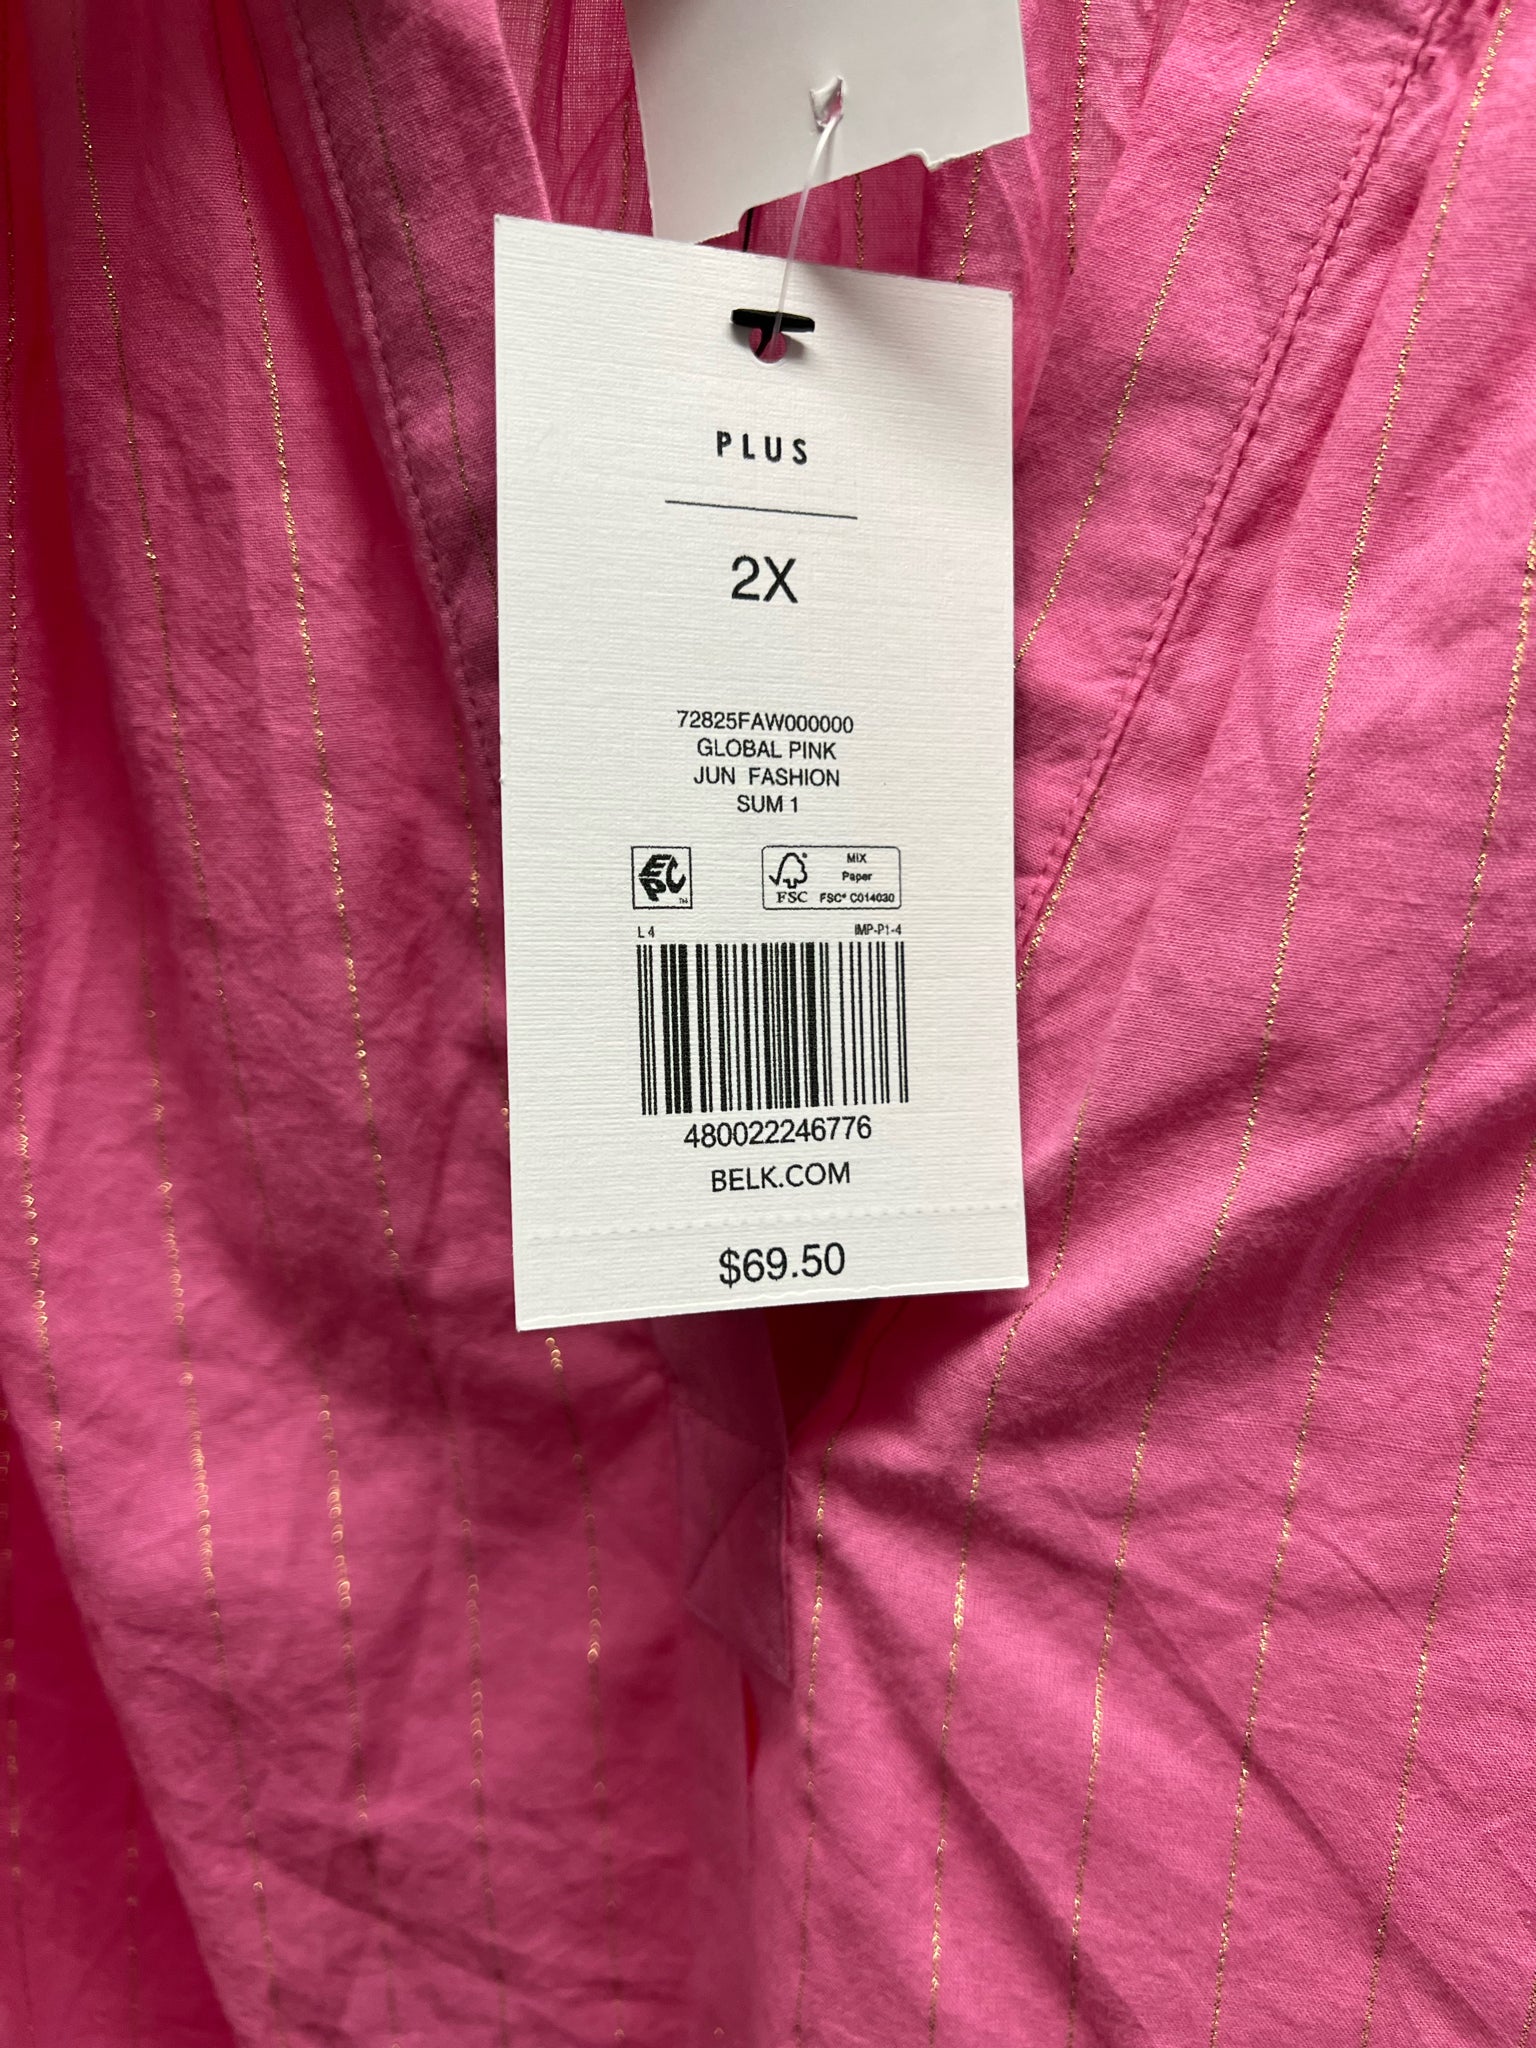 PLUS
2X
72825FAW000000
GLOBAL PINK
JUN FASHION
SUM 1
EPC™
FSC
MIX
Paper
FSC® C014030
L 4 IMP-P1-4
480022246776
BELK.COM
$69.50